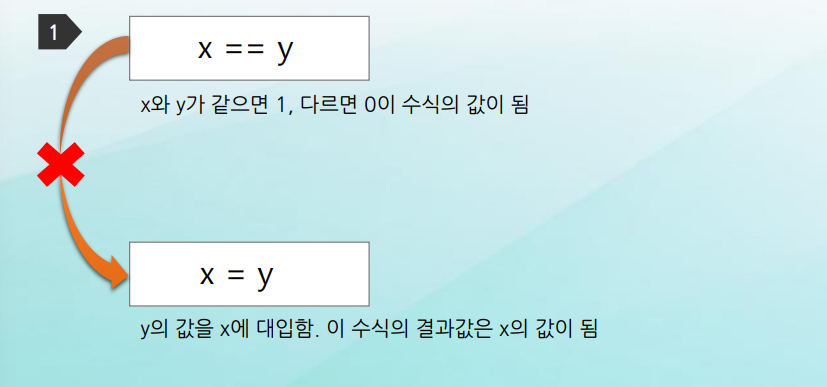 1
x == y
x와 y가 같으면 1, 다르면 0이 수식의 값이 됨
x = y
y의 값을 x에 대입함. 이 수식의 결과값은 x의 값이 됨